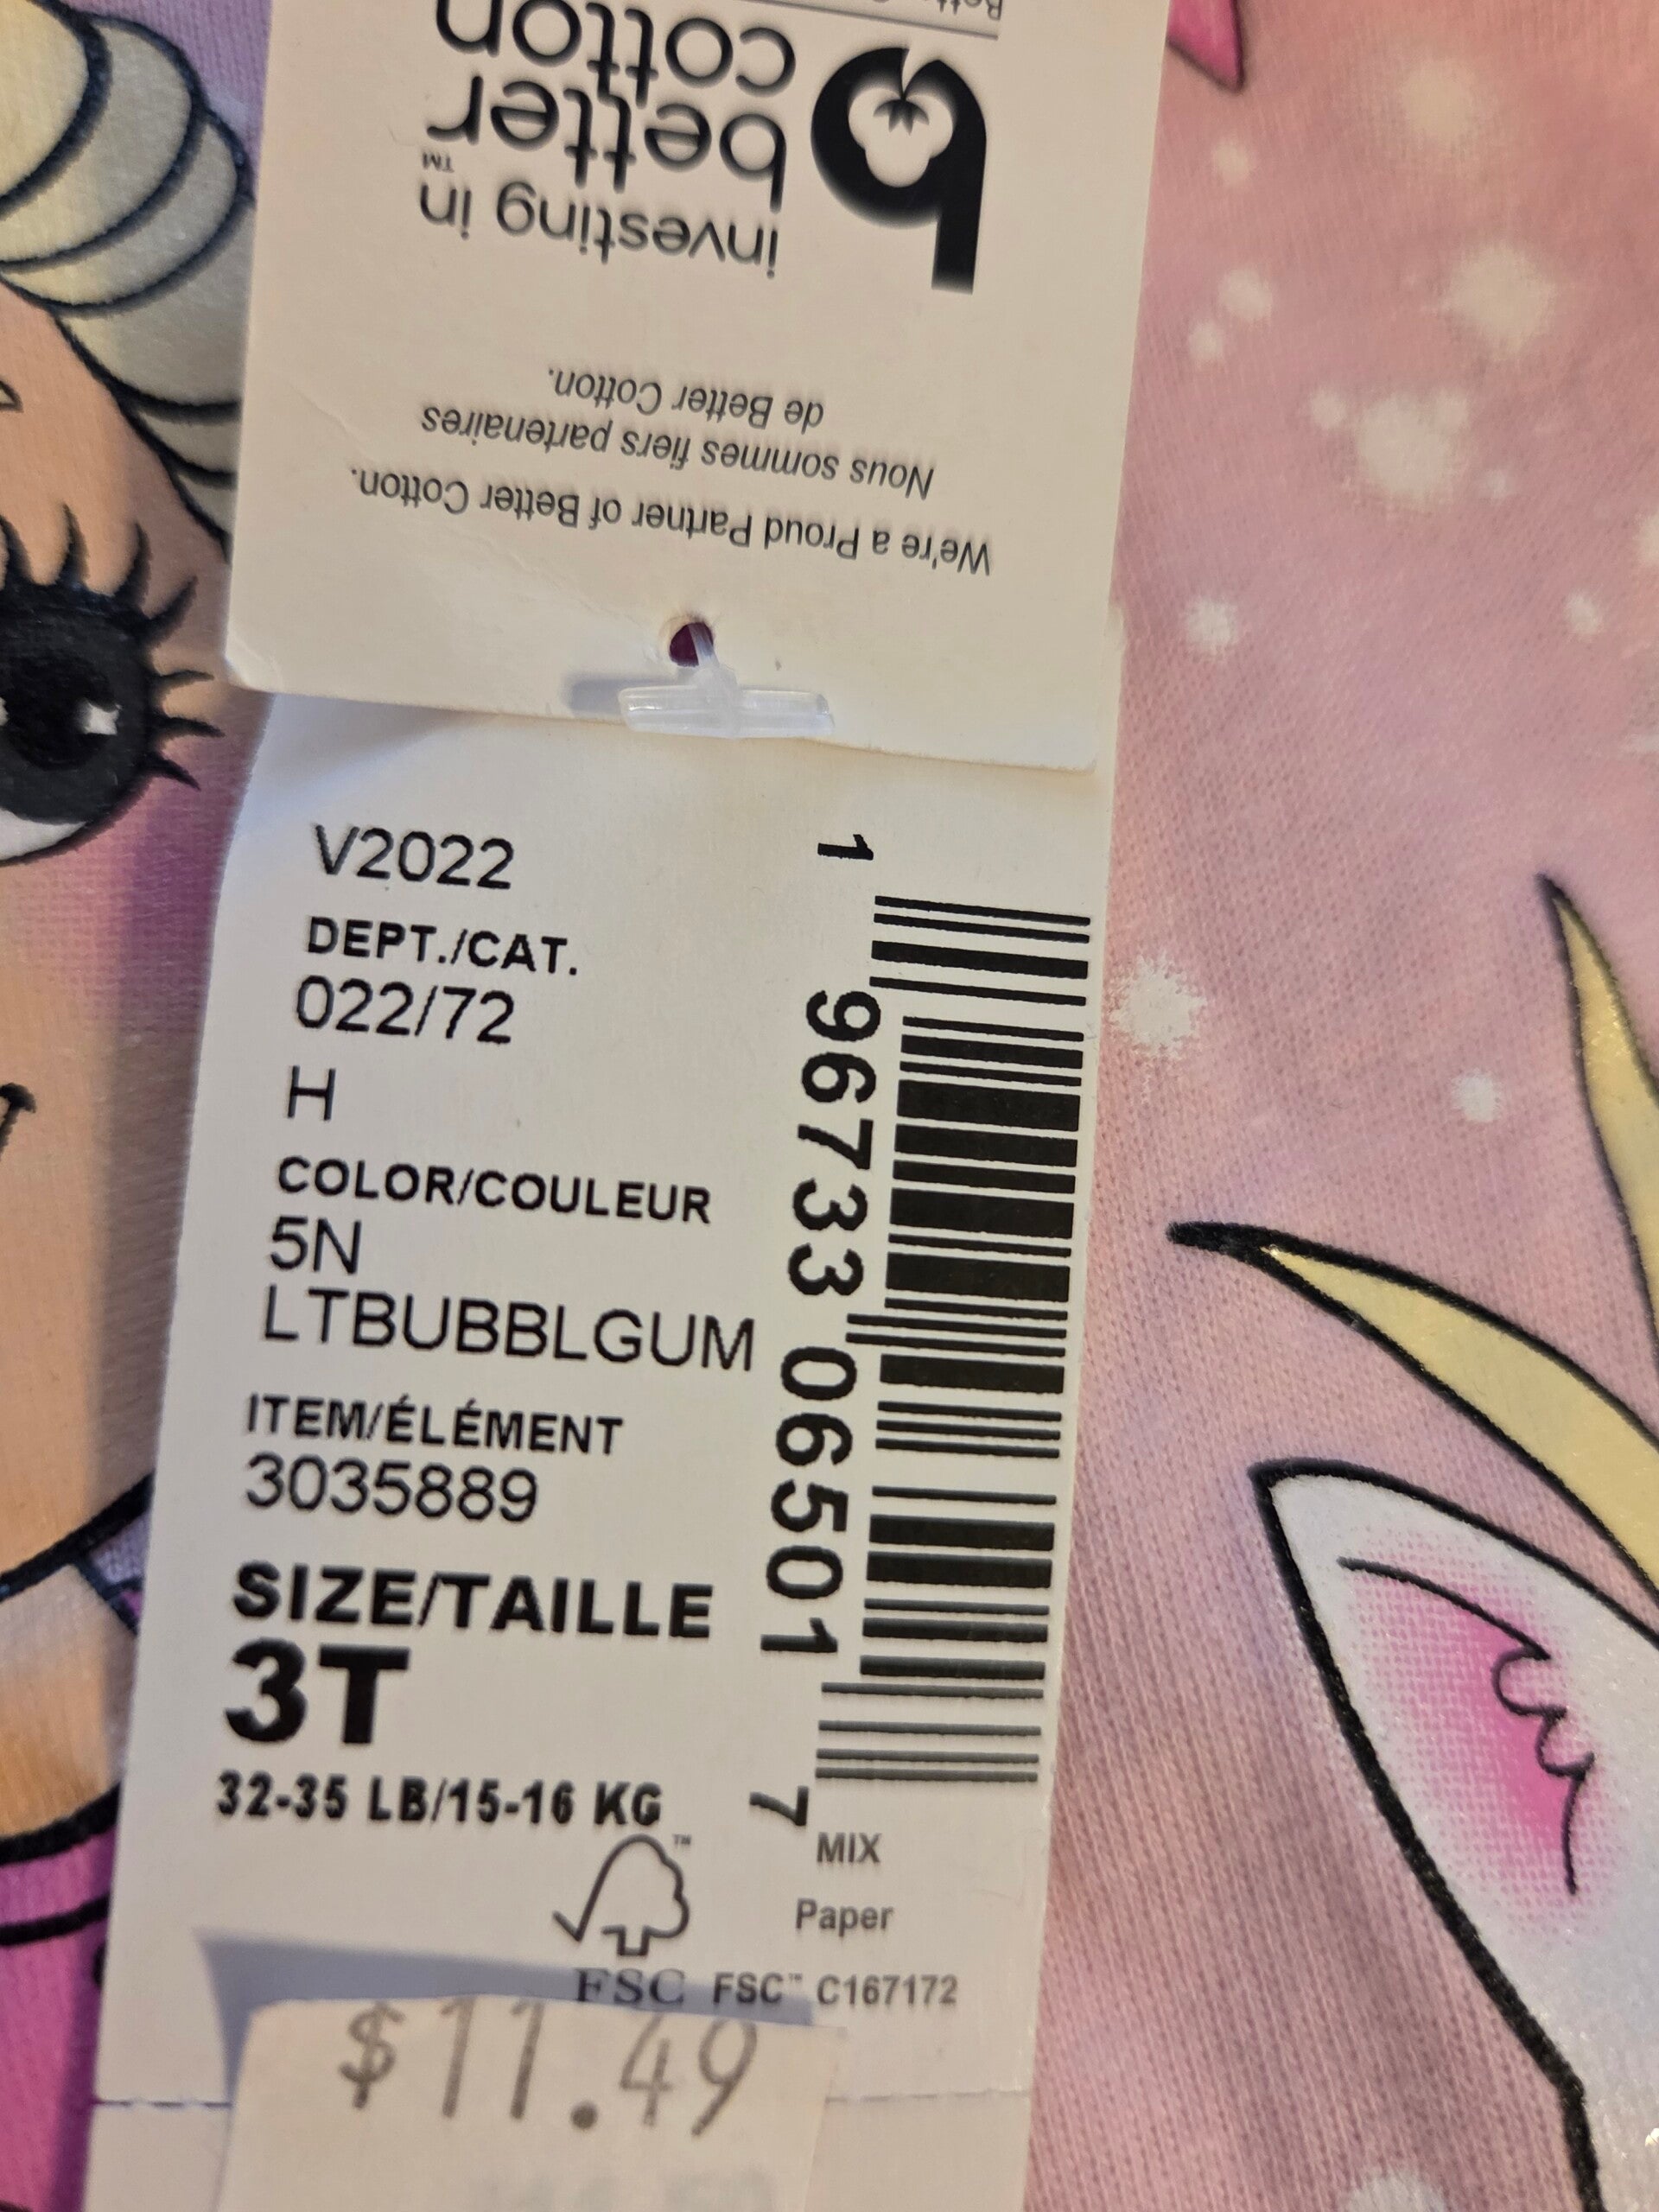 We're a Proud Partner of Better Cotton.
Nous sommes fiers partenaires
de Better Cotton.
investing in
better™
cotton
V2022
DEPT./CAT.
022/72
H
COLOR/COULEUR
5N
LTBUBBLGUM
ITEM/ÉLÉMENT
3035889
SIZE/TAILLE
3T
32-35 LB/15-16 KG
1 96733 06501 7
MIX
Paper
FSC™ C167172
FSC
$11.49